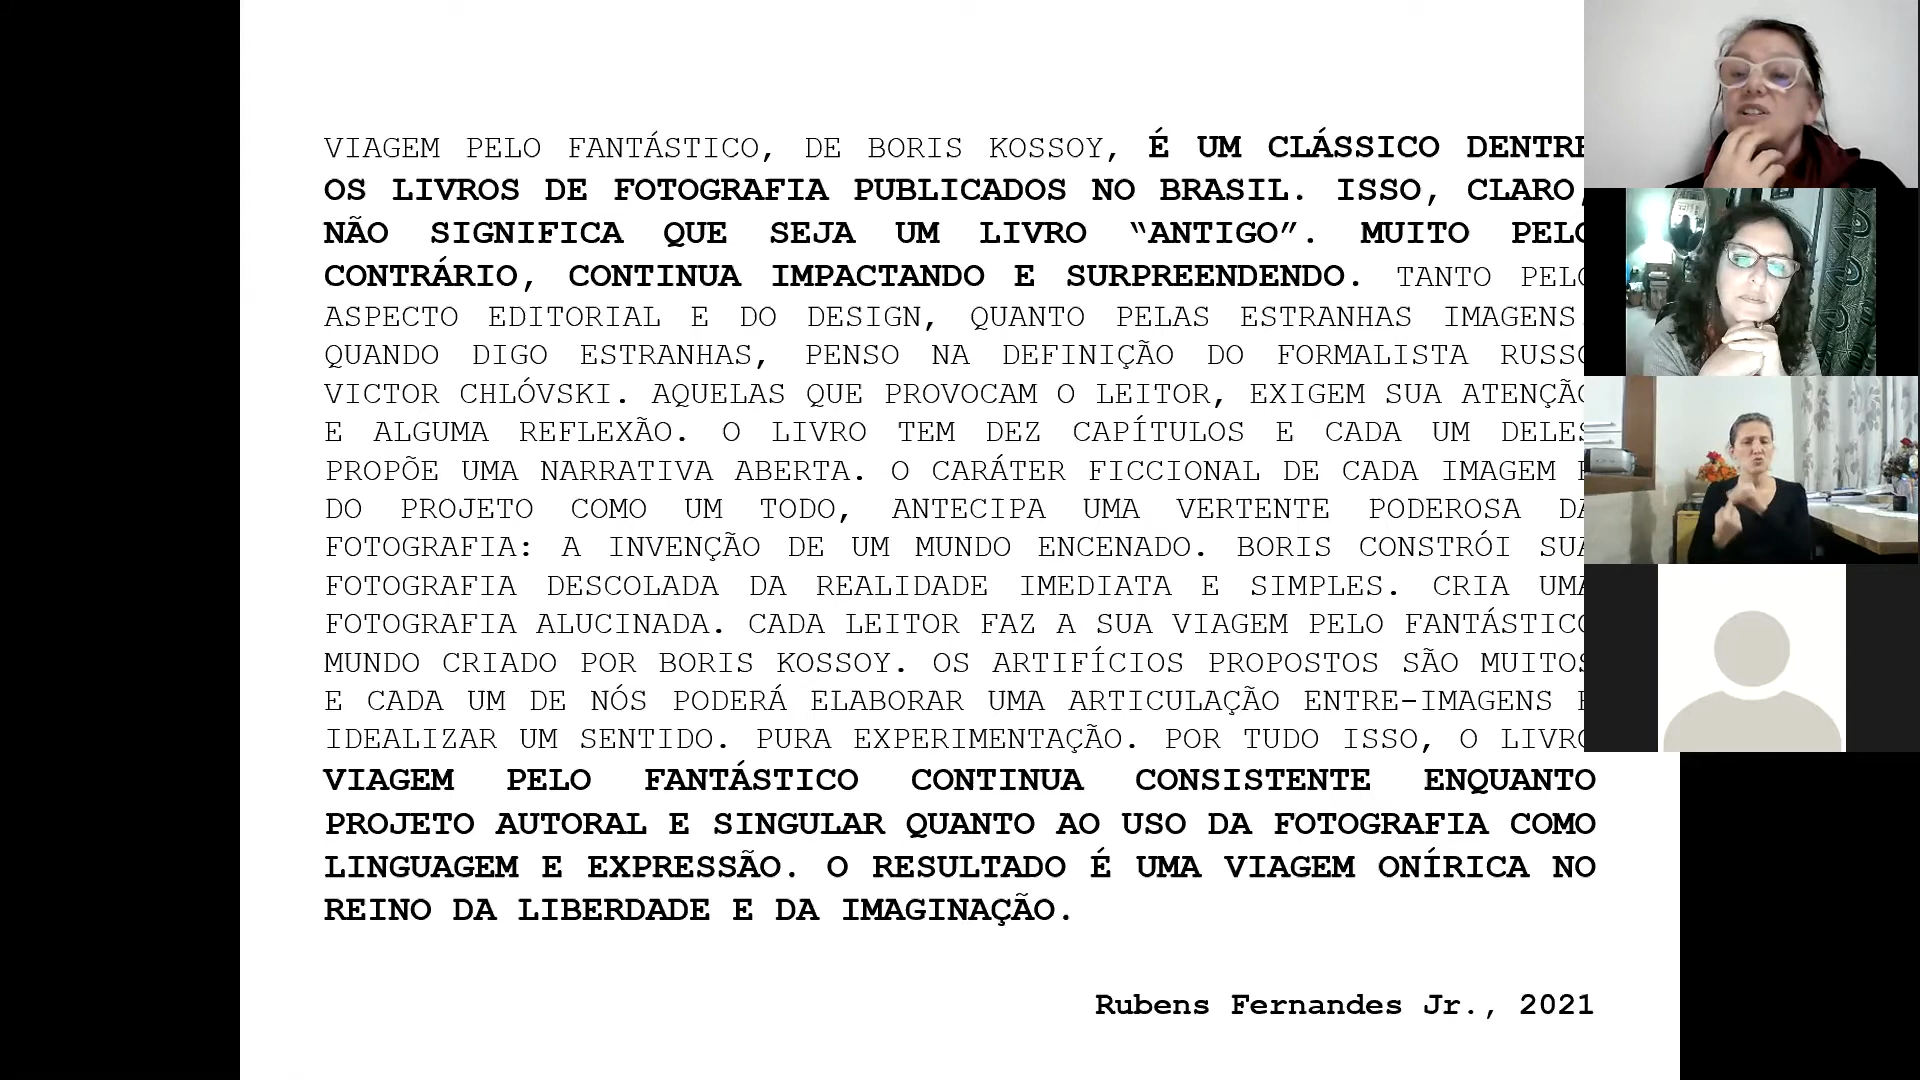 VIAGEM PELO FANTÁSTICO, DE BORIS KOSSOY, É UM CLÁSSICO DENTRE
OS LIVROS DE FOTOGRAFIA PUBLICADOS NO BRASIL. ISSO, CLARO,
NÃO SIGNIFICA QUE SEJA UM LIVRO “ANTIGO”. MUITO PELO
CONTRÁRIO, CONTINUA IMPACTANDO E SURPREENDENDO. TANTO PELO
ASPECTO EDITORIAL E DO DESIGN, QUANTO PELAS ESTRANHAS IMAGENS.
QUANDO DIGO ESTRANHAS, PENSO NA DEFINIÇÃO DO FORMALISTA RUSSO
VICTOR CHLÓVSKI. AQUELAS QUE PROVOCAM O LEITOR, EXIGEM SUA ATENÇÃO
E ALGUMA REFLEXÃO. O LIVRO TEM DEZ CAPÍTULOS E CADA UM DELES
PROPÕE UMA NARRATIVA ABERTA. O CARÁTER FICCIONAL DE CADA IMAGEM E
DO PROJETO COMO UM TODO, ANTECIPA UMA VERTENTE PODEROSA DA
FOTOGRAFIA: A INVENÇÃO DE UM MUNDO ENCENADO. BORIS CONSTRÓI SUA
FOTOGRAFIA DESCOLADA DA REALIDADE IMEDIATA E SIMPLES. CRIA UMA
FOTOGRAFIA ALUCINADA. CADA LEITOR FAZ A SUA VIAGEM PELO FANTÁSTICO
MUNDO CRIADO POR BORIS KOSSOY. OS ARTIFÍCIOS PROPOSTOS SÃO MUITOS
E CADA UM DE NÓS PODERÁ ELABORAR UMA ARTICULAÇÃO ENTRE-IMAGENS E
IDEALIZAR UM SENTIDO. PURA EXPERIMENTAÇÃO. POR TUDO ISSO, O LIVRO
VIAGEM PELO FANTÁSTICO CONTINUA CONSISTENTE ENQUANTO
PROJETO AUTORAL E SINGULAR QUANTO AO USO DA FOTOGRAFIA COMO
LINGUAGEM E EXPRESSÃO. O RESULTADO É UMA VIAGEM ONÍRICA NO
REINO DA LIBERDADE E DA IMAGINAÇÃO.
Rubens Fernandes Jr., 2021